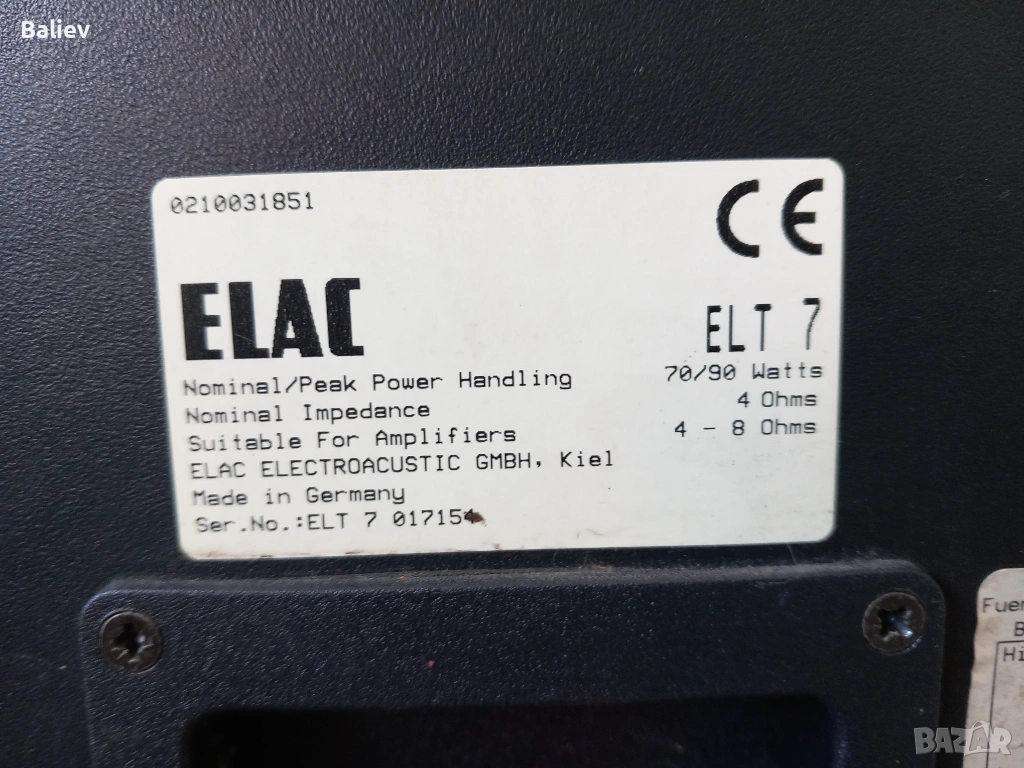 Baliev
0210031851
CE
ELAC
ELT 7
Nominal/Peak Power Handling 70/90 Watts
Nominal Impedance 4 Ohms
Suitable For Amplifiers 4 - 8 Ohms
ELAC ELECTROACUSTIC GMBH, Kiel
Made in Germany
Ser.No.:ELT 7 017154
BAZAR